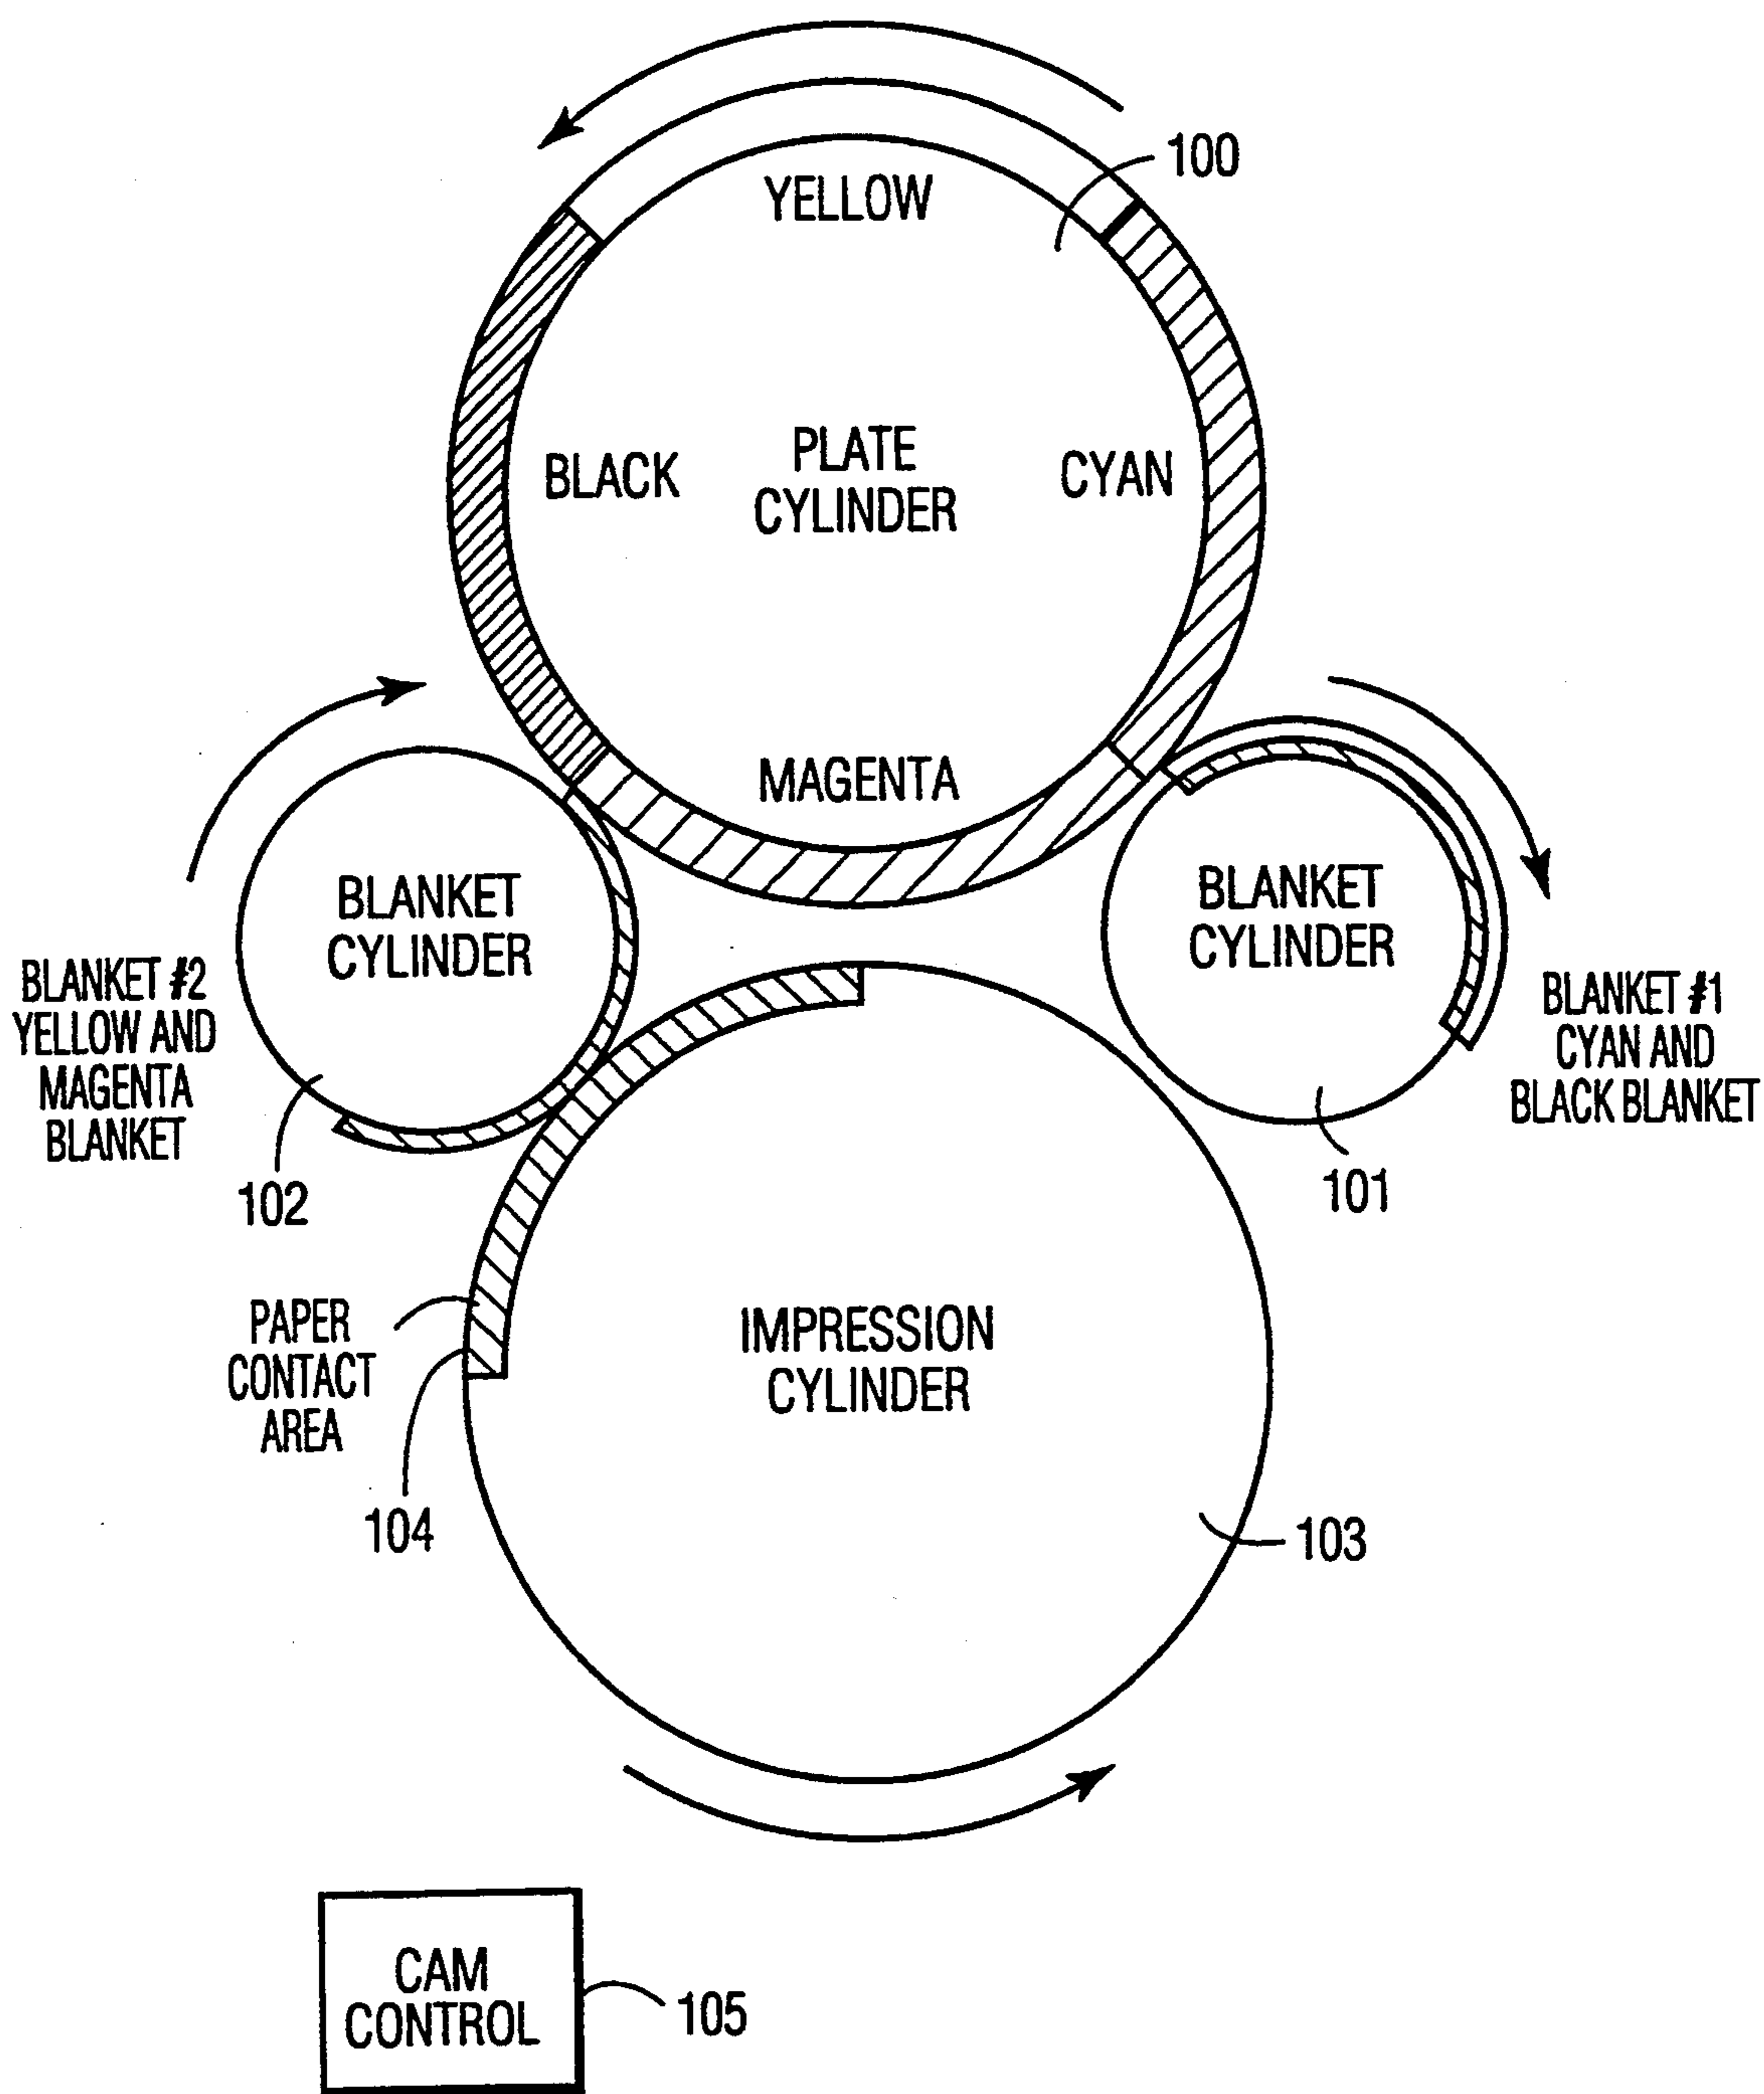 100
YELLOW
BLACK
PLATE
CYLINDER
CYAN
MAGENTA
BLANKET
CYLINDER
BLANKET
CYLINDER
BLANKET #2
YELLOW AND
MAGENTA
BLANKET
BLANKET #1
CYAN AND
BLACK BLANKET
102
101
PAPER
CONTACT
AREA
IMPRESSION
CYLINDER
104
103
CAM
CONTROL
105